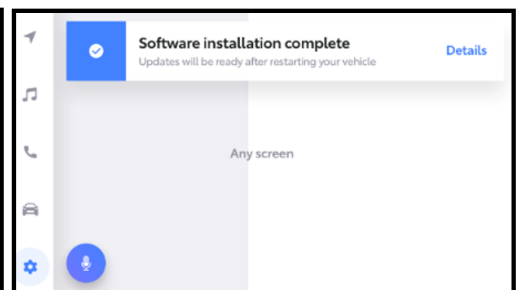 Software installation complete
Updates will be ready after restarting your vehicle
Details
Any screen